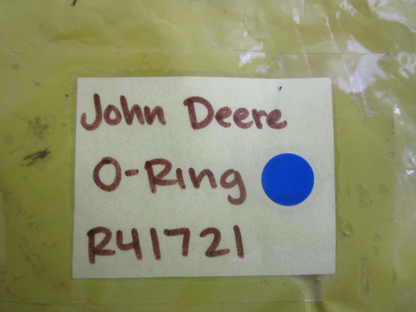 John Deere
O-Ring
R41721